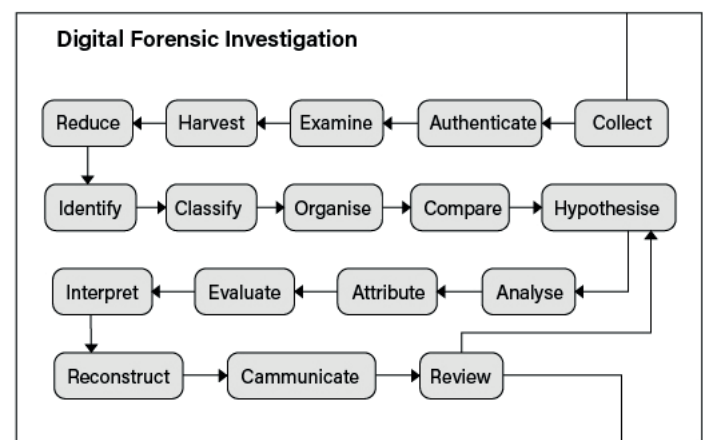 Digital Forensic Investigation
Reduce Harvest Examine Authenticate Collect
Identify Classify Organise Compare Hypothesise
Interpret Evaluate Attribute Analyse
Reconstruct Cammunicate Review